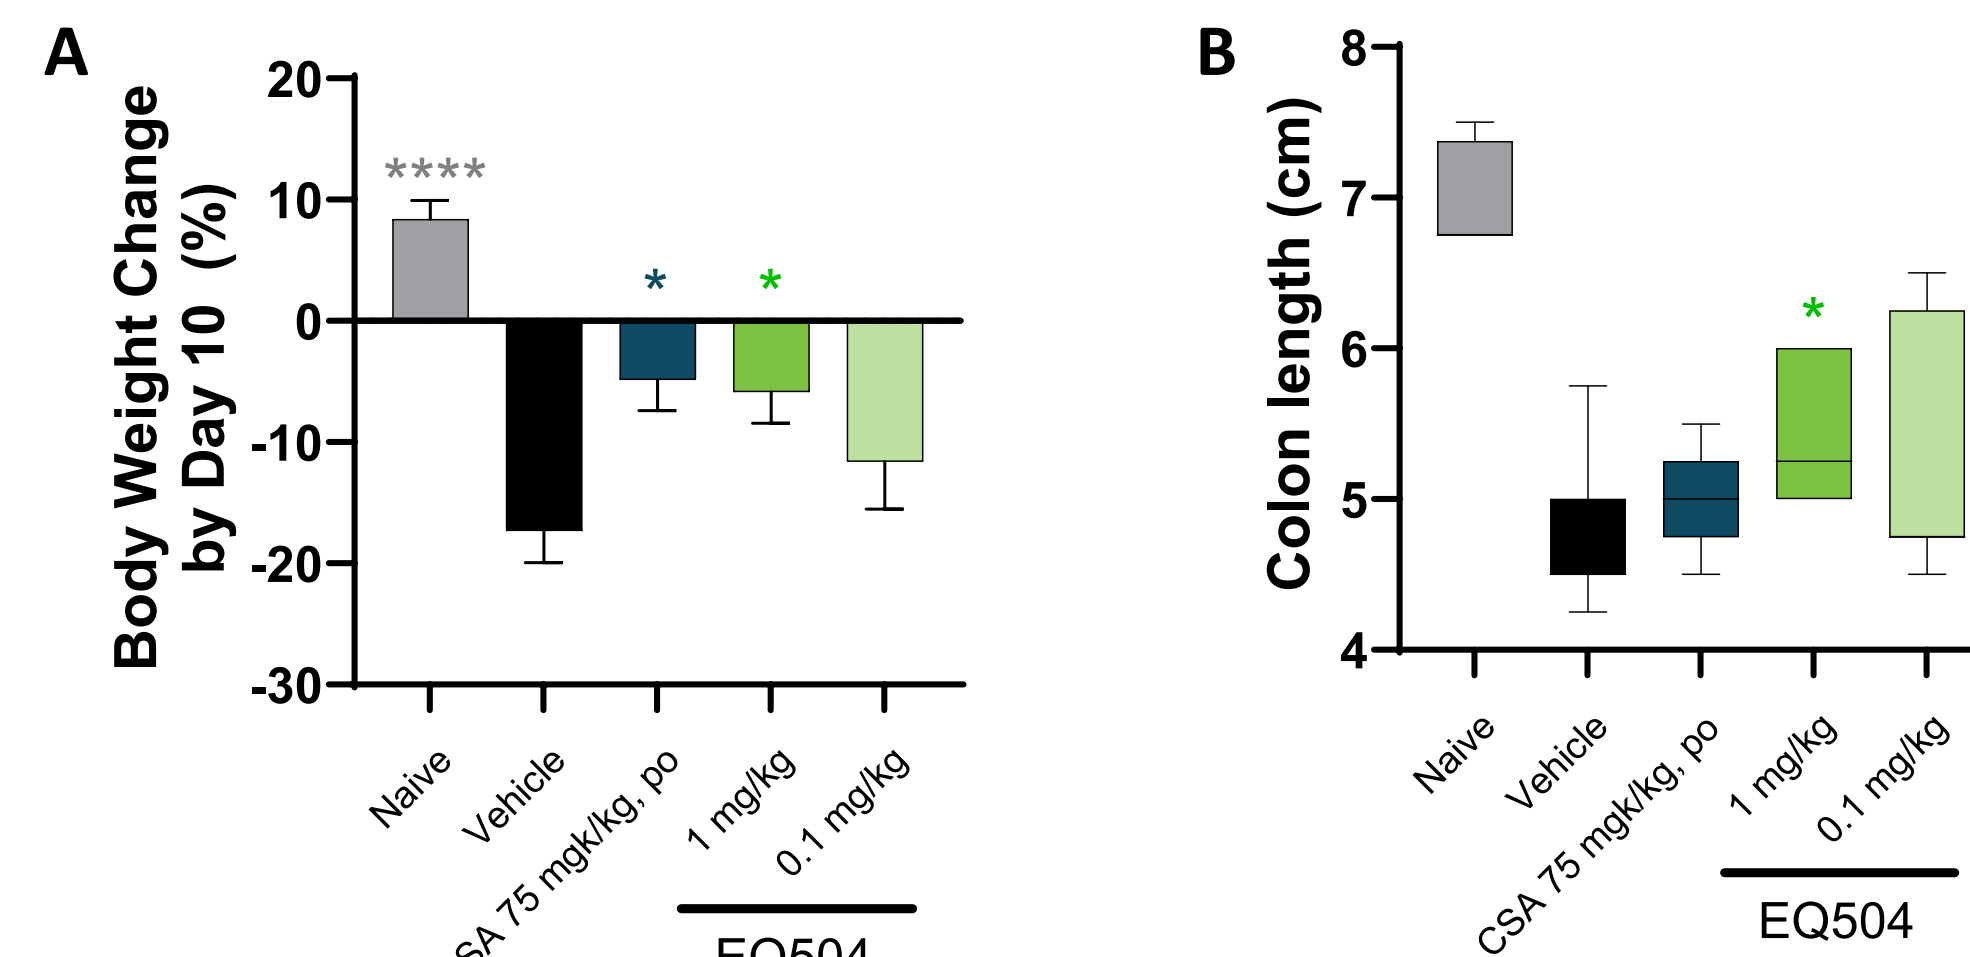 A
Body Weight Change
by Day 10 (%)
20
10
0
-10
-20
-30
****
*
*
Naive
Vehicle
SA 75 mgk/kg, po
1 mg/kg
0.1 mg/kg
EQ504
B
Colon length (cm)
8
7
6
5
4
*
Naive
Vehicle
CSA 75 mgk/kg, po
1 mg/kg
0.1 mg/kg
EQ504